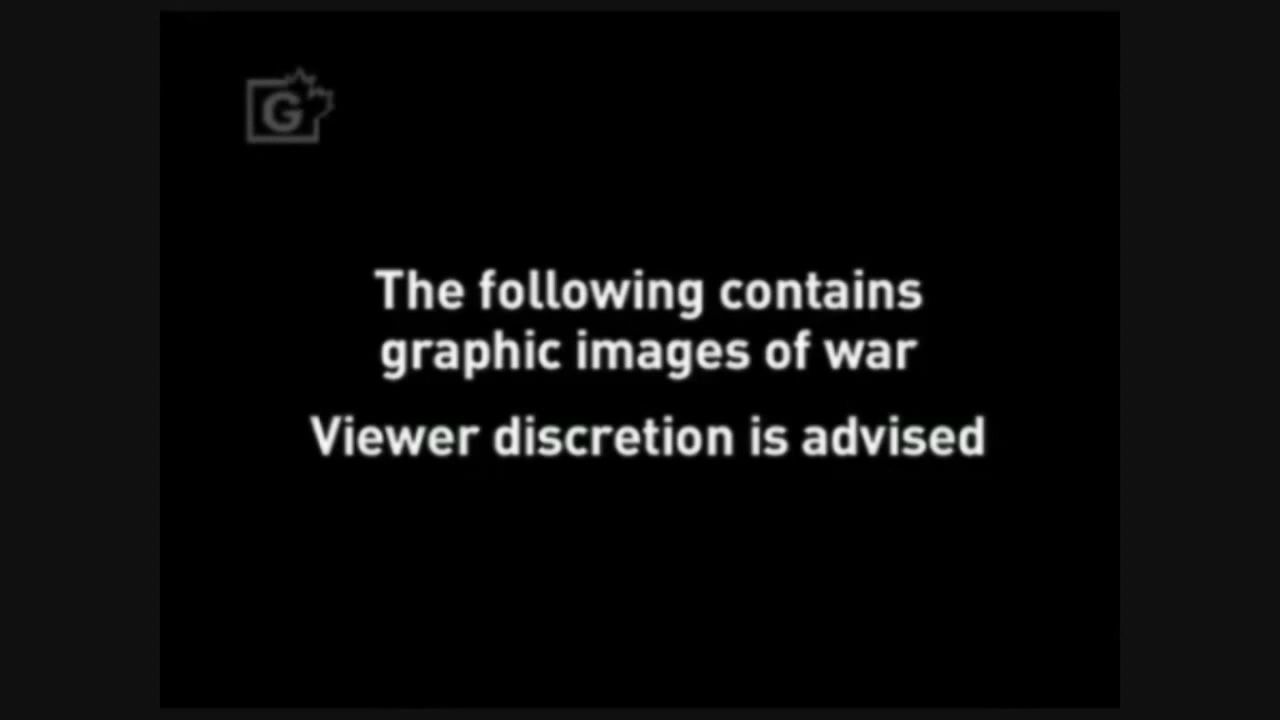 G
The following contains
graphic images of war
Viewer discretion is advised